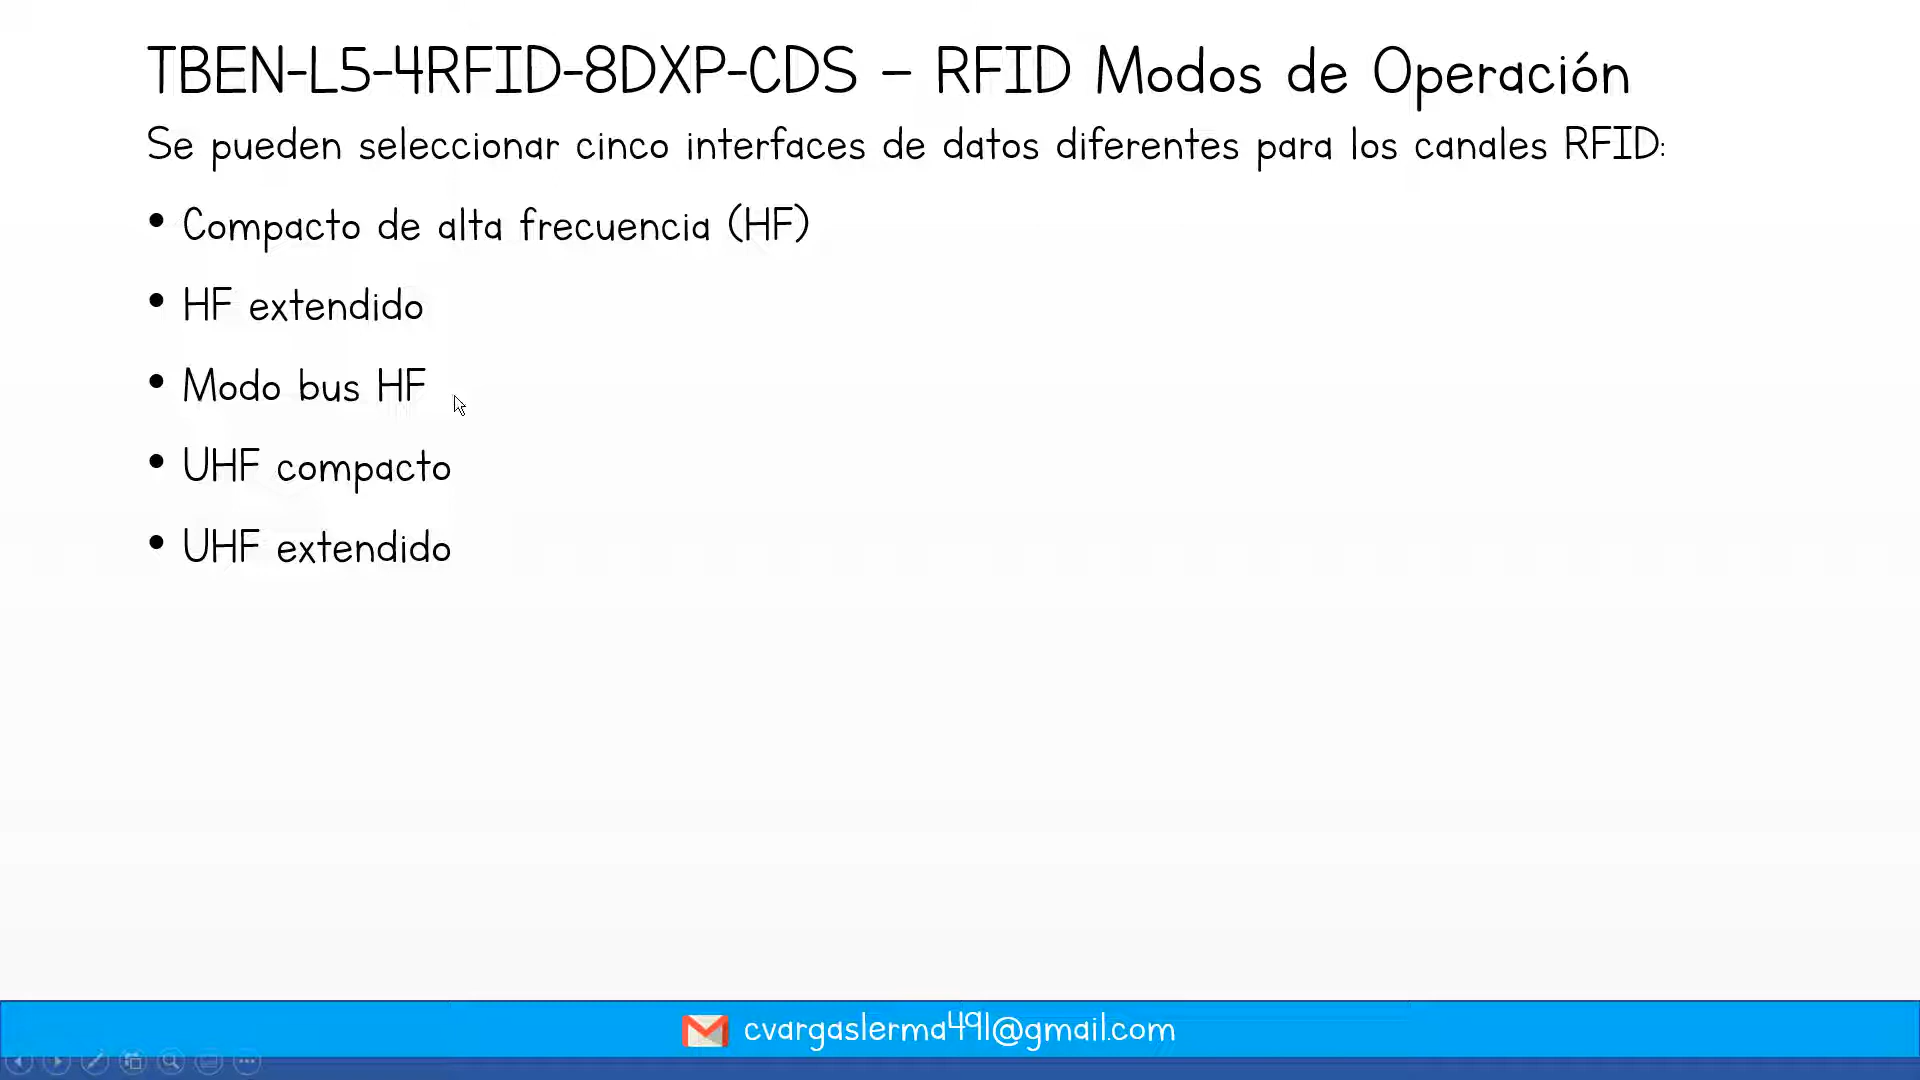 TBEN-L5-4RFID-8DXP-CDS – RFID Modos de Operación
Se pueden seleccionar cinco interfaces de datos diferentes para los canales RFID:
• Compacto de alta frecuencia (HF)
• HF extendido
• Modo bus HF
• UHF compacto
• UHF extendido
cvargaslerma491@gmail.com